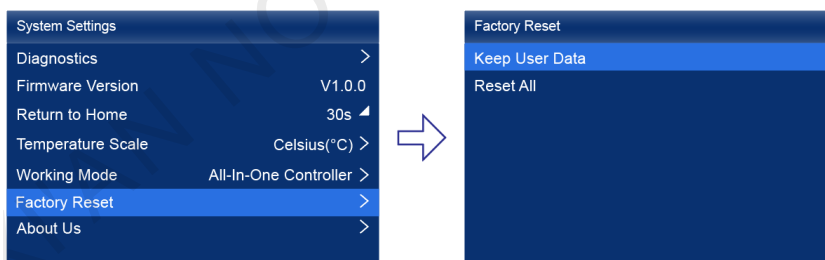 System Settings
Diagnostics >
Firmware Version V1.0.0
Return to Home 30s
Temperature Scale Celsius(°C) >
Working Mode All-In-One Controller >
Factory Reset >
About Us >
Factory Reset
Keep User Data
Reset All